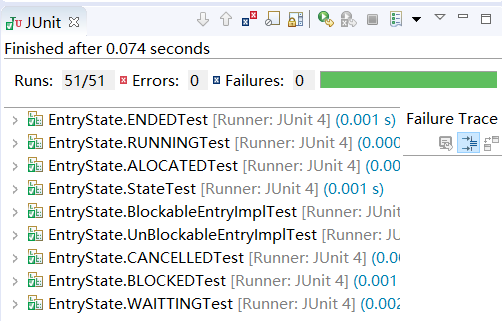 JUnit
Finished after 0.074 seconds
Runs: 51/51 Errors: 0 Failures: 0
EntryState.ENDEDTest [Runner: JUnit 4] (0.001 s)
Failure Trace
EntryState.RUNNINGTest [Runner: JUnit 4] (0.000
EntryState.ALOCATEDTest [Runner: JUnit 4] (0.00
EntryState.StateTest [Runner: JUnit 4] (0.001 s)
EntryState.BlockableEntryImplTest [Runner: JUni
EntryState.UnBlockableEntryImplTest [Runner: J
EntryState.CANCELLEDTest [Runner: JUnit 4] (0.0
EntryState.BLOCKEDTest [Runner: JUnit 4] (0.001
EntryState.WAITTINGTest [Runner: JUnit 4] (0.002